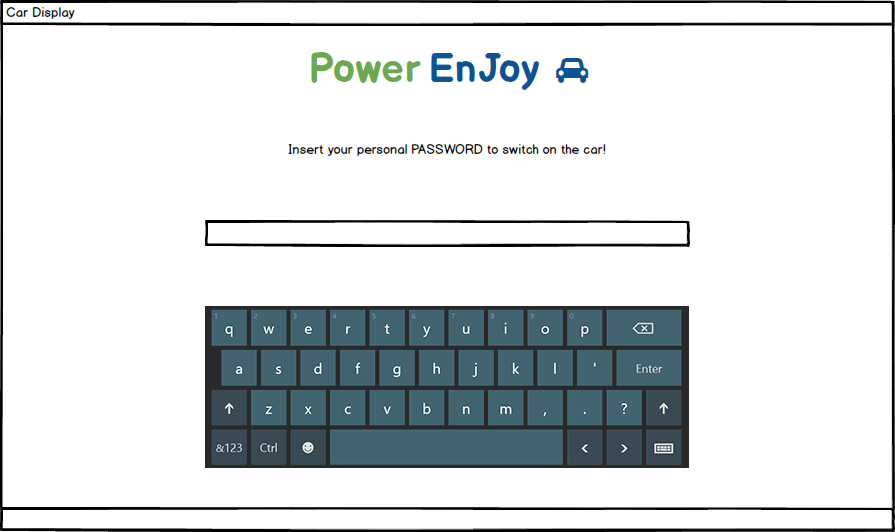 Car Display
Power EnJoy
Insert your personal PASSWORD to switch on the car!
1 2 3 4 5 6 7 8 9 0
q w e r t y u i o p
a s d f g h j k l ' Enter
z x c v b n m , . ?
&123 Ctrl < >